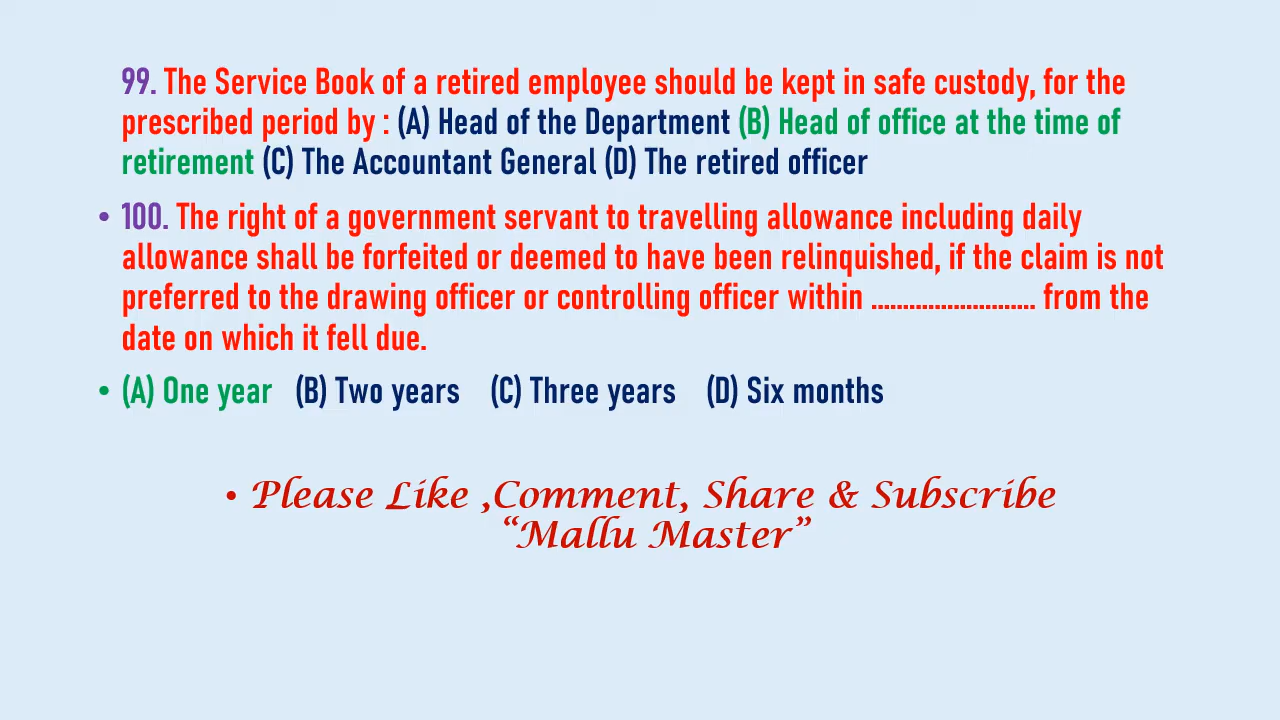 99. The Service Book of a retired employee should be kept in safe custody, for the
prescribed period by : (A) Head of the Department (B) Head of office at the time of
retirement (C) The Accountant General (D) The retired officer
• 100. The right of a government servant to travelling allowance including daily
allowance shall be forfeited or deemed to have been relinquished, if the claim is not
preferred to the drawing officer or controlling officer within .......................... from the
date on which it fell due.
• (A) One year (B) Two years (C) Three years (D) Six months
• Please Like ,Comment, Share & Subscribe
“Mallu Master”